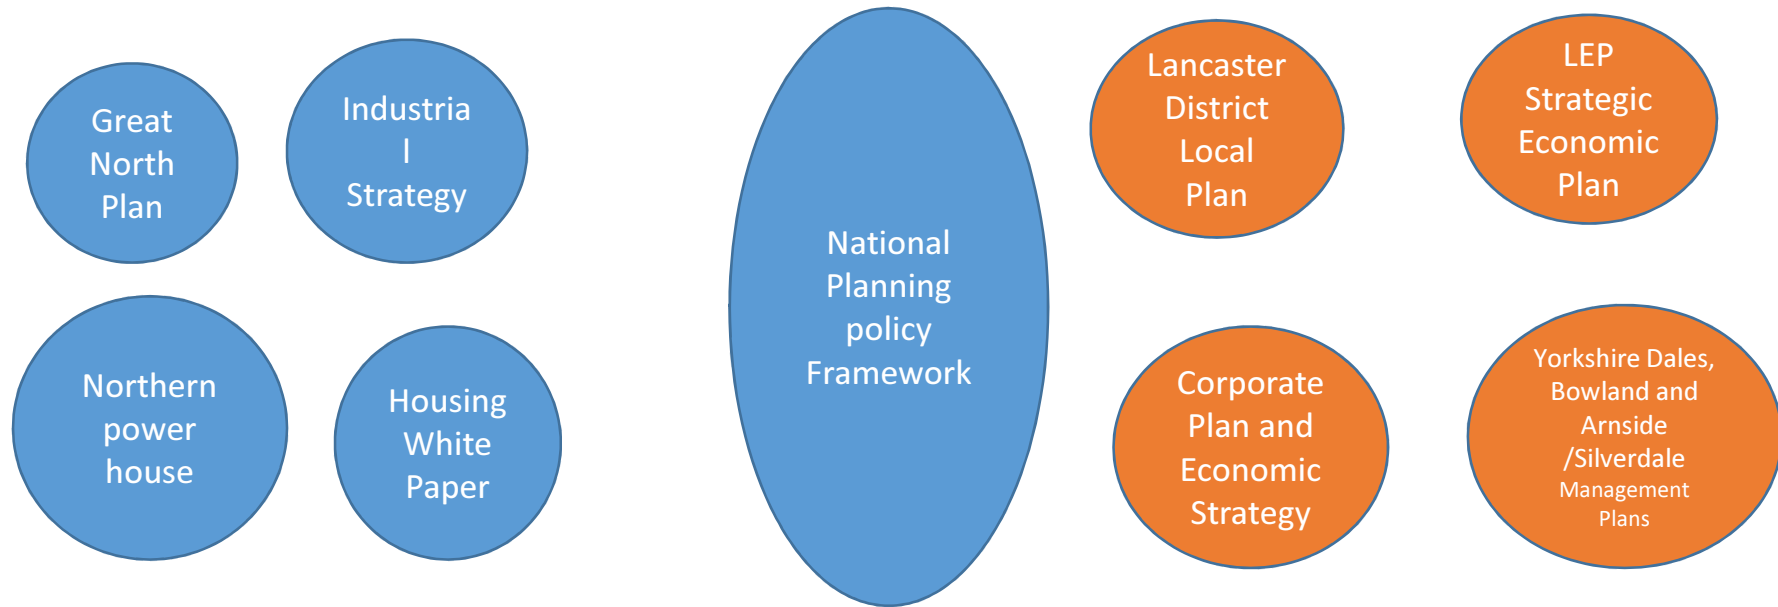 Great
North
Plan
Industria
l
Strategy
Northern
power
house
Housing
White
Paper
National
Planning
policy
Framework
Lancaster
District
Local
Plan
LEP
Strategic
Economic
Plan
Corporate
Plan and
Economic
Strategy
Yorkshire Dales,
Bowland and
Arnside
/Silverdale
Management
Plans